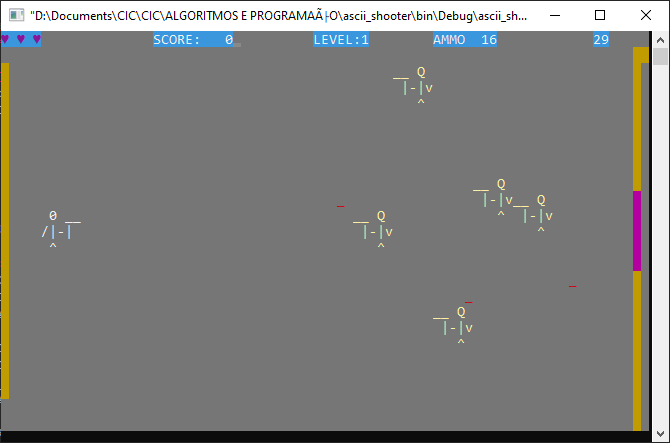 "D:\Documents\CIC\CIC\ALGORITMOS E PROGRAMAÃ├O\ascii_shooter\bin\Debug\ascii_sh...
♥ ♥ ♥ SCORE: 0 LEVEL:1 AMMO 16 29
__ Q
|-|v
^
__ Q
|-|v__ Q
0 __ __ Q ^ |-|v
/|-| |-|v ^
^ ^
__ Q
|-|v
^